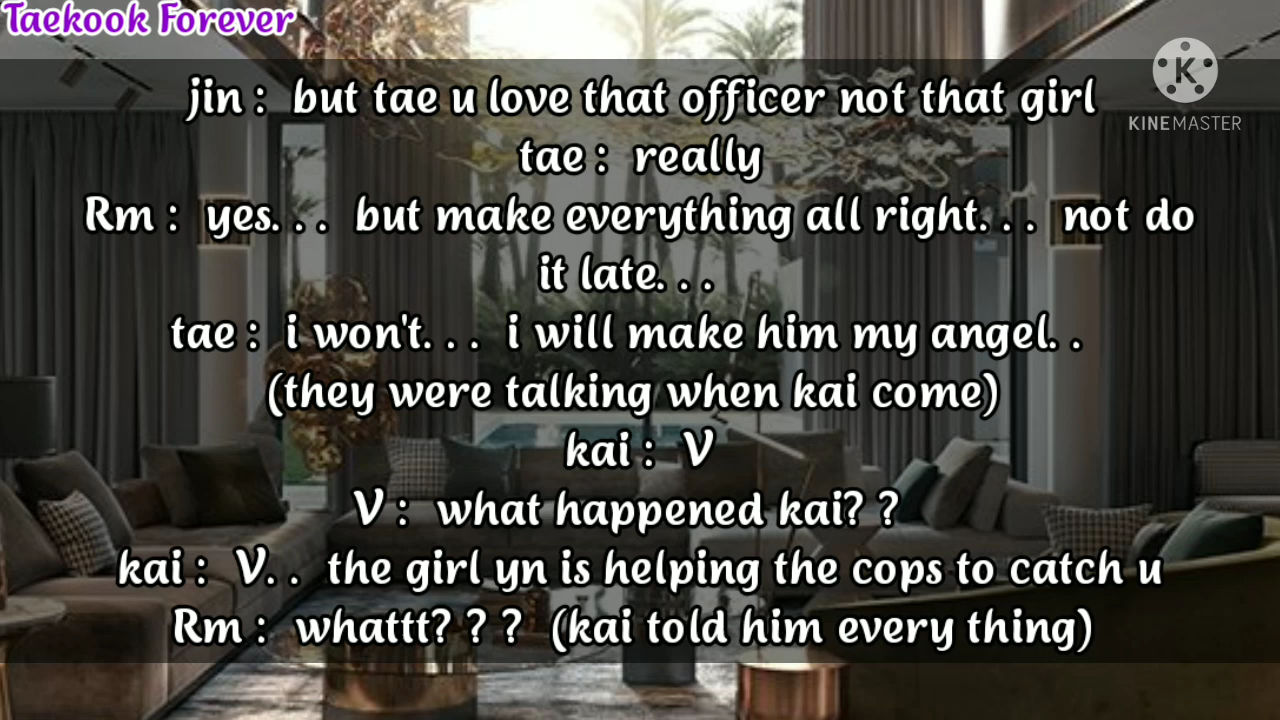 Taekook Forever
K
KINEMASTER
jin : but tae u love that officer not that girl
tae : really
Rm : yes. . . but make everything all right. . . not do
it late. . .
tae : i won't. . . i will make him my angel. .
(they were talking when kai come)
kai : V
V : what happened kai? ?
kai : V. . the girl yn is helping the cops to catch u
Rm : whattt? ? ? (kai told him every thing)